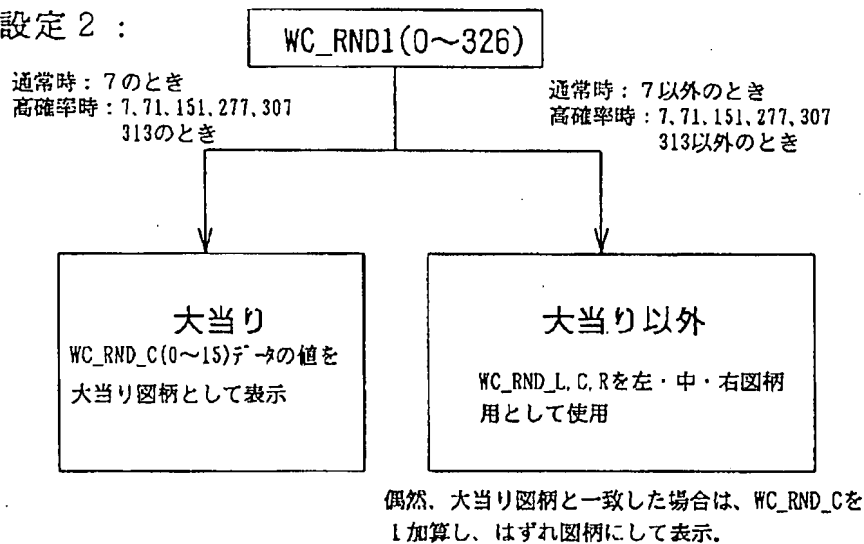 設定2:
WC_RND1(0～326)
通常時:7のとき
高確率時:7,71,151,277,307
313のとき
通常時:7以外のとき
高確率時:7,71,151,277,307
313以外のとき
大当り
WC_RND_C(0～15)データの値を
大当り図柄として表示
大当り以外
WC_RND_L,C,Rを左・中・右図柄
用として使用
偶然、大当り図柄と一致した場合は、WC_RND_Cを
1加算し、はずれ図柄にして表示.